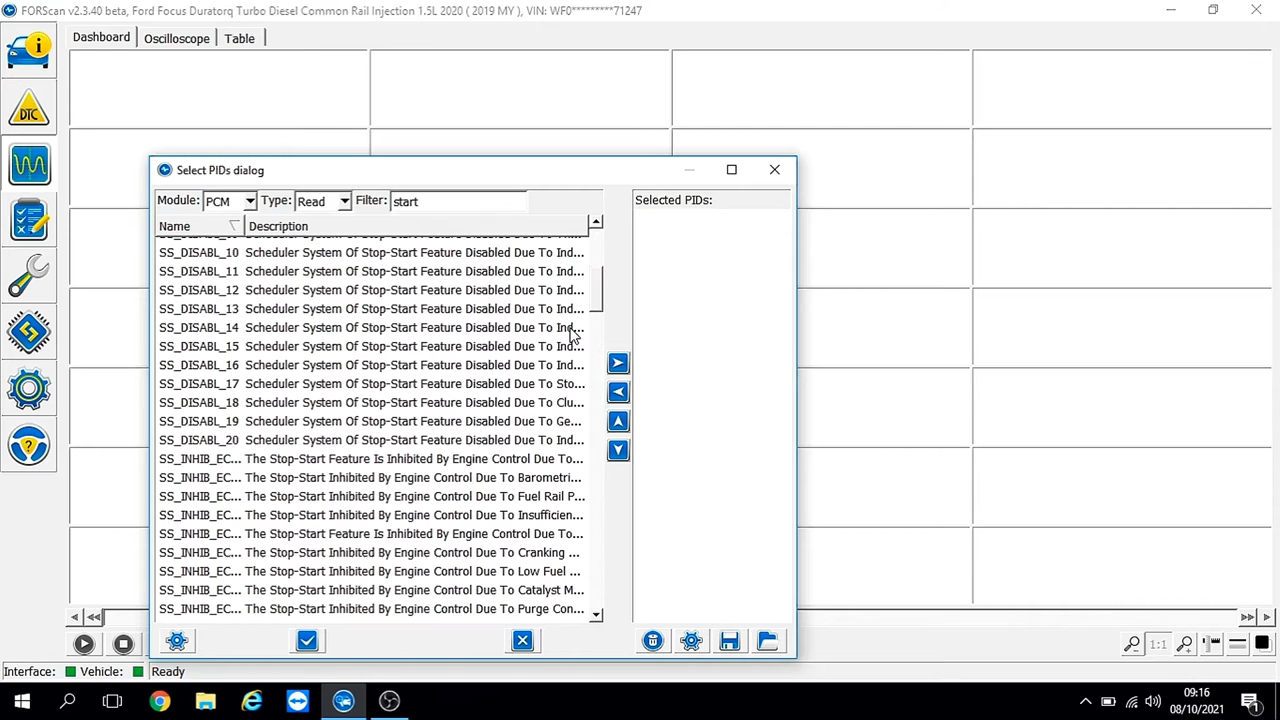 FORScan v2.3.40 beta, Ford Focus Duratorq Turbo Diesel Common Rail Injection 1.5L 2020 ( 2019 MY ), VIN: WF0*********71247
Dashboard Oscilloscope Table
DTC
Select PIDs dialog
Module: PCM Type: Read Filter: start
Selected PIDs:
Name Description
SS_DISABL_10 Scheduler System Of Stop-Start Feature Disabled Due To Ind...
SS_DISABL_11 Scheduler System Of Stop-Start Feature Disabled Due To Ind...
SS_DISABL_12 Scheduler System Of Stop-Start Feature Disabled Due To Ind...
SS_DISABL_13 Scheduler System Of Stop-Start Feature Disabled Due To Ind...
SS_DISABL_14 Scheduler System Of Stop-Start Feature Disabled Due To Ind...
SS_DISABL_15 Scheduler System Of Stop-Start Feature Disabled Due To Ind...
SS_DISABL_16 Scheduler System Of Stop-Start Feature Disabled Due To Ind...
SS_DISABL_17 Scheduler System Of Stop-Start Feature Disabled Due To Sto...
SS_DISABL_18 Scheduler System Of Stop-Start Feature Disabled Due To Clu...
SS_DISABL_19 Scheduler System Of Stop-Start Feature Disabled Due To Ge...
SS_DISABL_20 Scheduler System Of Stop-Start Feature Disabled Due To Ind...
SS_INHIB_EC... The Stop-Start Feature Is Inhibited By Engine Control Due To...
SS_INHIB_EC... The Stop-Start Inhibited By Engine Control Due To Barometri...
SS_INHIB_EC... The Stop-Start Inhibited By Engine Control Due To Fuel Rail P...
SS_INHIB_EC... The Stop-Start Inhibited By Engine Control Due To Insufficien...
SS_INHIB_EC... The Stop-Start Feature Is Inhibited By Engine Control Due To...
SS_INHIB_EC... The Stop-Start Inhibited By Engine Control Due To Cranking ...
SS_INHIB_EC... The Stop-Start Inhibited By Engine Control Due To Low Fuel ...
SS_INHIB_EC... The Stop-Start Inhibited By Engine Control Due To Catalyst M...
SS_INHIB_EC... The Stop-Start Inhibited By Engine Control Due To Purge Con...
1:1
Interface: Vehicle: Ready
09:16
08/10/2021
1